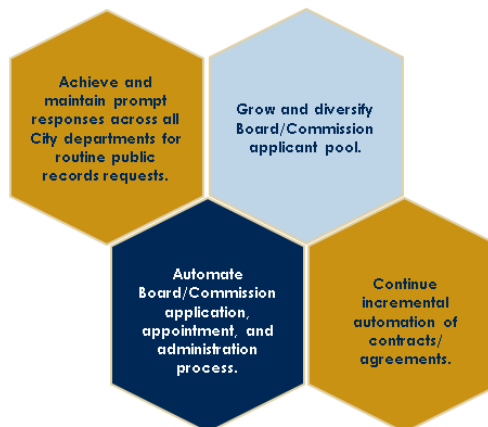 Achieve and
maintain prompt
responses across all
City departments for
routine public
records requests.
Grow and diversify
Board/Commission
applicant pool.
Automate
Board/Commission
application,
appointment, and
administration
process.
Continue
incremental
automation of
contracts/
agreements.